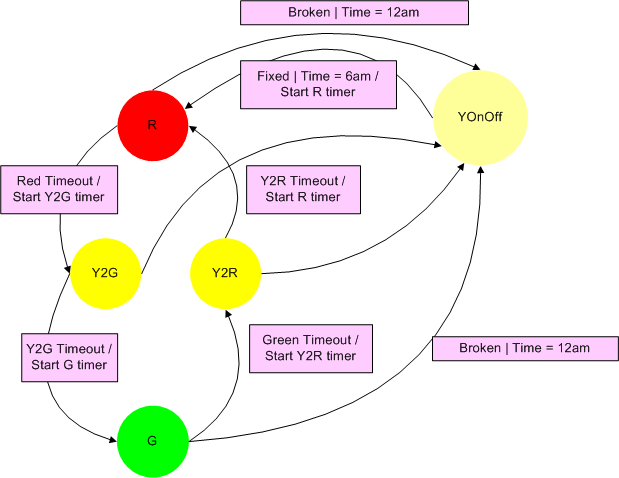 Broken | Time = 12am
Fixed | Time = 6am /
Start R timer
YOnOff
R
Red Timeout /
Start Y2G timer
Y2R Timeout /
Start R timer
Y2G
Y2R
Y2G Timeout /
Start G timer
Green Timeout /
Start Y2R timer
Broken | Time = 12am
G